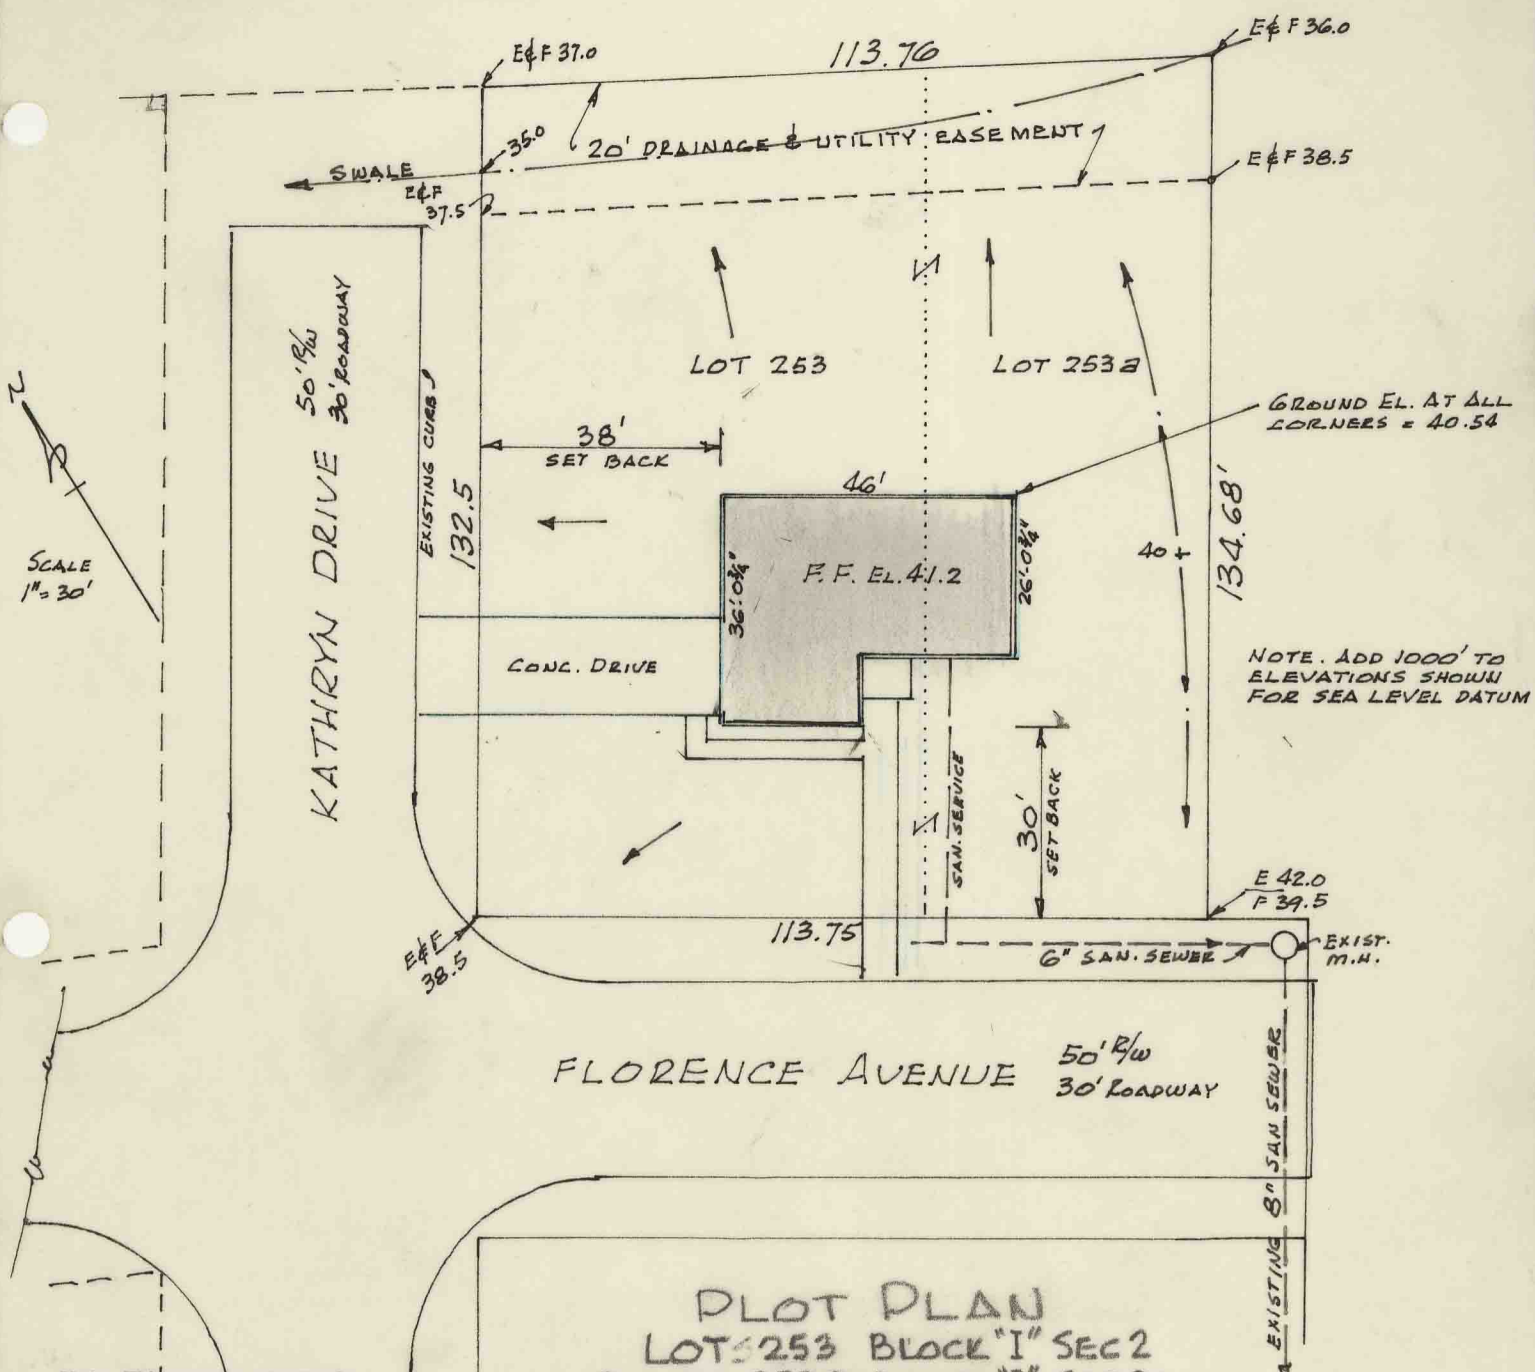 E&F 37.0
113.76
E&F 36.0
35.0
20' DRAINAGE & UTILITY EASEMENT
SWALE
E&F
37.5
E&F 38.5
50' R/W
30' ROADWAY
KATHRYN DRIVE
EXISTING CURB
132.5
LOT 253
LOT 253a
GROUND EL. AT ALL
CORNERS = 40.54
38'
SET BACK
46'
36'-0¾"
F. F. EL. 41.2
26'-0¾"
40+
134.68'
SCALE
1" = 30'
CONC. DRIVE
NOTE. ADD 1000' TO
ELEVATIONS SHOWN
FOR SEA LEVEL DATUM
SAN. SERVICE
30'
SET BACK
E 42.0
F 39.5
E&F
38.5
113.75
6" SAN. SEWER
EXIST.
M.H.
FLORENCE AVENUE
50' R/W
30' ROADWAY
EXISTING 8" SAN SEWER
PLOT PLAN
LOT 253 BLOCK "I" SEC 2